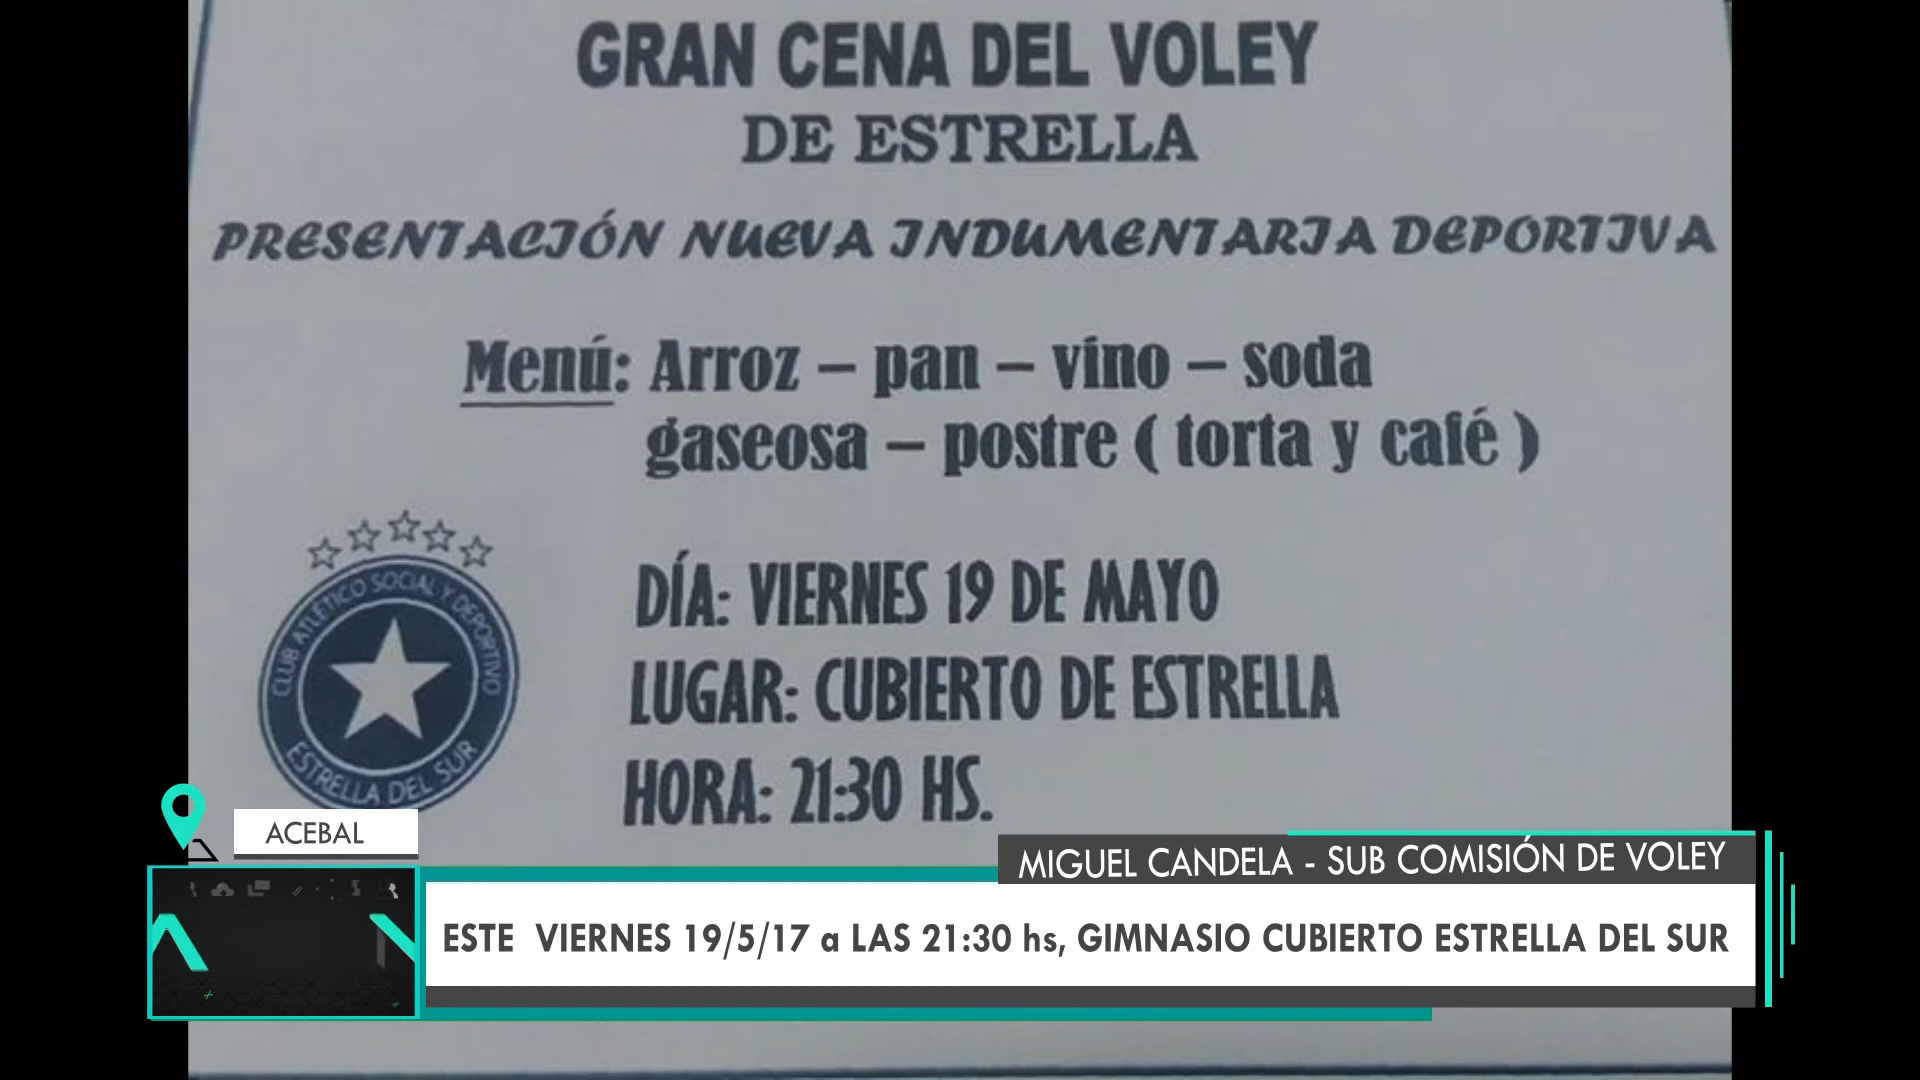 GRAN CENA DEL VOLEY
DE ESTRELLA
PRESENTACIÓN NUEVA INDUMENTARIA DEPORTIVA
Menú: Arroz – pan – vino – soda
gaseosa – postre ( torta y café )
CLUB ATLÉTICO SOCIAL Y DEPORTIVO
ESTRELLA DEL SUR
DÍA: VIERNES 19 DE MAYO
LUGAR: CUBIERTO DE ESTRELLA
HORA: 21:30 HS.
ACEBAL
MIGUEL CANDELA - SUB COMISIÓN DE VOLEY
ESTE VIERNES 19/5/17 a LAS 21:30 hs, GIMNASIO CUBIERTO ESTRELLA DEL SUR